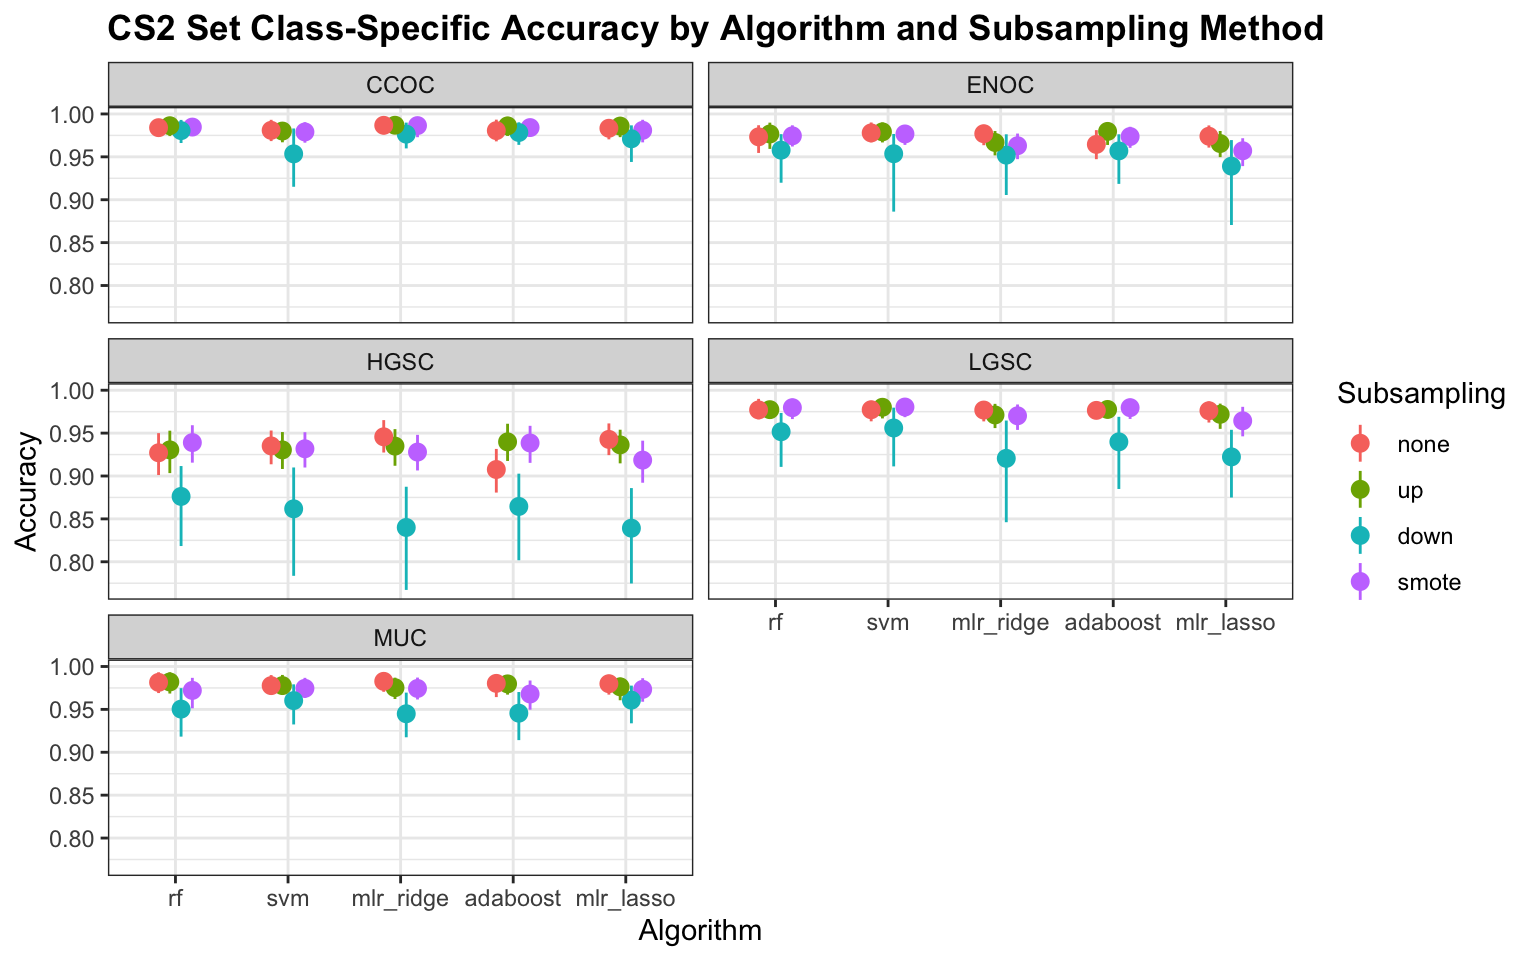 CS2 Set Class-Specific Accuracy by Algorithm and Subsampling Method
CCOC
ENOC
1.00
0.95
0.90
0.85
0.80
HGSC
LGSC
1.00
0.95
0.90
0.85
0.80
rf svm mlr_ridge adaboost mlr_lasso
MUC
1.00
0.95
0.90
0.85
0.80
rf svm mlr_ridge adaboost mlr_lasso
Algorithm
Accuracy
Subsampling
none
up
down
smote